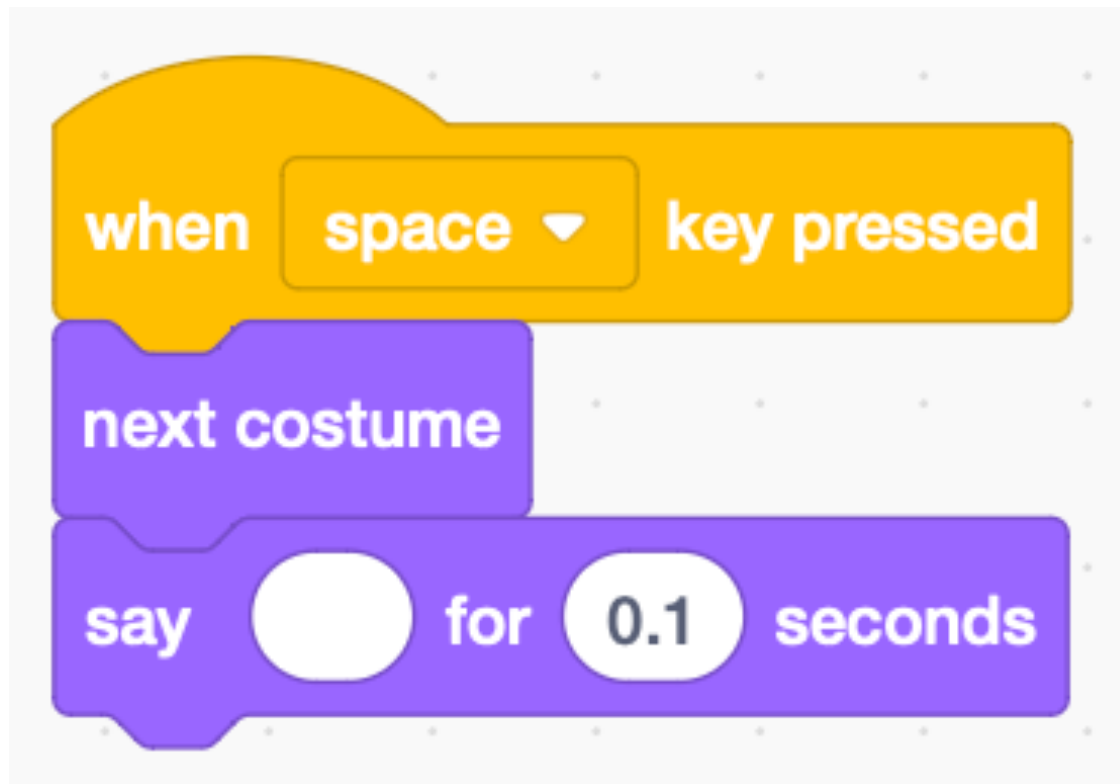 when space key pressed
next costume
say for 0.1 seconds